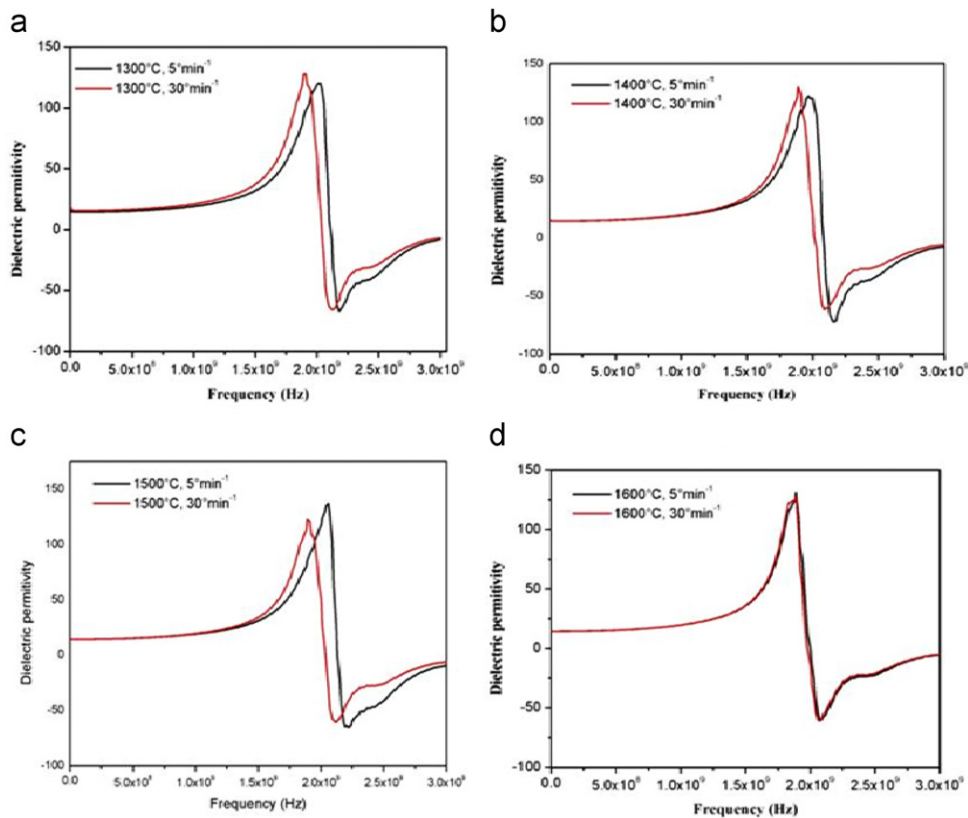 a
150
1300°C, 5°min⁻¹
1300°C, 30°min⁻¹
100
50
0
-50
-100
Dielectric permitivity
0.0 5.0x10⁸ 1.0x10⁹ 1.5x10⁹ 2.0x10⁹ 2.5x10⁹ 3.0x10⁹
Frequency (Hz)
b
150
1400°C, 5°min⁻¹
1400°C, 30°min⁻¹
100
50
0
-50
-100
Dielectric permitivity
0.0 5.0x10⁸ 1.0x10⁹ 1.5x10⁹ 2.0x10⁹ 2.5x10⁹ 3.0x10⁹
Frequency (Hz)
c
150
1500°C, 5°min⁻¹
1500°C, 30°min⁻¹
100
50
0
-50
-100
Dielectric permitivity
0.0 5.0x10⁸ 1.0x10⁹ 1.5x10⁹ 2.0x10⁹ 2.5x10⁹ 3.0x10⁹
Frequency (Hz)
d
150
1600°C, 5°min⁻¹
1600°C, 30°min⁻¹
100
50
0
-50
-100
Dielectric permitivity
0.0 5.0x10⁸ 1.0x10⁹ 1.5x10⁹ 2.0x10⁹ 2.5x10⁹ 3.0x10⁹
Frequency (Hz)